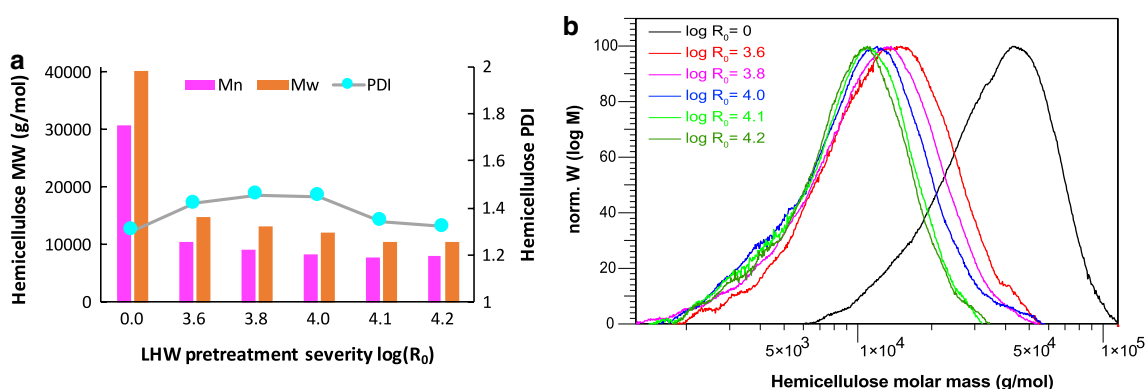 a
Hemicellulose MW (g/mol)
40000
30000
20000
10000
0
Mn
Mw
PDI
2
1.8
1.6
1.4
1.2
1
Hemicellulose PDI
0.0
3.6
3.8
4.0
4.1
4.2
LHW pretreatment severity log(R₀)
b
norm. W (log M)
100
80
60
40
20
0
log R₀= 0
log R₀= 3.6
log R₀= 3.8
log R₀= 4.0
log R₀= 4.1
log R₀= 4.2
5×10³
1×10⁴
5×10⁴
1×10⁵
Hemicellulose molar mass (g/mol)